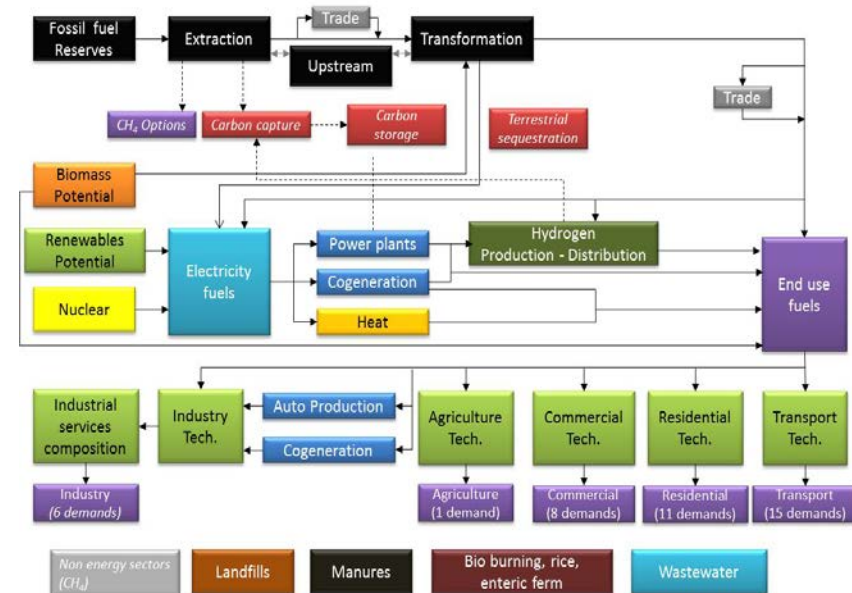 Fossil fuel
Reserves
Extraction
Trade
Transformation
Upstream
Trade
CH₄ Options
Carbon capture
Carbon
storage
Terrestrial
sequestration
Biomass
Potential
Renewables
Potential
Nuclear
Electricity
fuels
Power plants
Cogeneration
Heat
Hydrogen
Production - Distribution
End use
fuels
Industrial
services
composition
Industry
Tech.
Auto Production
Cogeneration
Agriculture
Tech.
Commercial
Tech.
Residential
Tech.
Transport
Tech.
Industry
(6 demands)
Agriculture
(1 demand)
Commercial
(8 demands)
Residential
(11 demands)
Transport
(15 demands)
Non energy sectors
(CH₄)
Landfills
Manures
Bio burning, rice,
enteric ferm
Wastewater